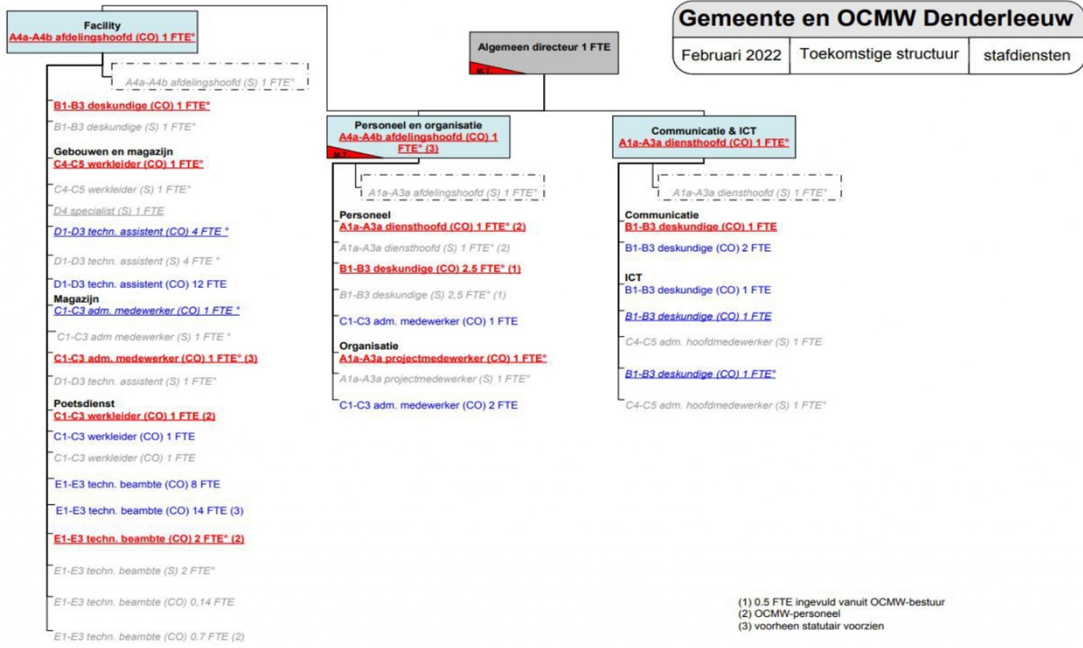 Gemeente en OCMW Denderleeuw
Februari 2022
Toekomstige structuur
stafdiensten
Algemeen directeur 1 FTE
M.T.
Facility
A4a-A4b afdelingshoofd (CO) 1 FTE°
A4a-A4b afdelingshoofd (S) 1 FTE°
B1-B3 deskundige (CO) 1 FTE°
B1-B3 deskundige (S) 1 FTE°
Gebouwen en magazijn
C4-C5 werkleider (CO) 1 FTE°
C4-C5 werkleider (S) 1 FTE°
D4 specialist (S) 1 FTE
D1-D3 techn. assistent (CO) 4 FTE °
D1-D3 techn. assistent (S) 4 FTE °
D1-D3 techn. assistent (CO) 12 FTE
Magazijn
C1-C3 adm. medewerker (CO) 1 FTE °
C1-C3 adm medewerker (S) 1 FTE °
C1-C3 adm. medewerker (CO) 1 FTE° (3)
D1-D3 techn. assistent (S) 1 FTE°
Poetsdienst
C1-C3 werkleider (CO) 1 FTE (2)
C1-C3 werkleider (CO) 1 FTE
C1-C3 werkleider (CO) 1 FTE
E1-E3 techn. beambte (CO) 8 FTE
E1-E3 techn. beambte (CO) 14 FTE (3)
E1-E3 techn. beambte (CO) 2 FTE° (2)
E1-E3 techn. beambte (S) 2 FTE°
E1-E3 techn. beambte (CO) 0,14 FTE
E1-E3 techn. beambte (CO) 0.7 FTE (2)
Personeel en organisatie
A4a-A4b afdelingshoofd (CO) 1
FTE° (3)
M.T.
A1a-A3a afdelingshoofd (S) 1 FTE°
Personeel
A1a-A3a diensthoofd (CO) 1 FTE° (2)
A1a-A3a diensthoofd (S) 1 FTE° (2)
B1-B3 deskundige (CO) 2,5 FTE° (1)
B1-B3 deskundige (S) 2,5 FTE° (1)
C1-C3 adm. medewerker (CO) 1 FTE
Organisatie
A1a-A3a projectmedewerker (CO) 1 FTE°
A1a-A3a projectmedewerker (S) 1 FTE°
C1-C3 adm. medewerker (CO) 2 FTE
Communicatie & ICT
A1a-A3a diensthoofd (CO) 1 FTE°
A1a-A3a diensthoofd (S) 1 FTE°
Communicatie
B1-B3 deskundige (CO) 1 FTE
B1-B3 deskundige (CO) 2 FTE
ICT
B1-B3 deskundige (CO) 1 FTE
B1-B3 deskundige (CO) 1 FTE
C4-C5 adm. hoofdmedewerker (S) 1 FTE
B1-B3 deskundige (CO) 1 FTE°
C4-C5 adm. hoofdmedewerker (S) 1 FTE°
(1) 0.5 FTE ingevuld vanuit OCMW-bestuur
(2) OCMW-personeel
(3) voorheen statutair voorzien